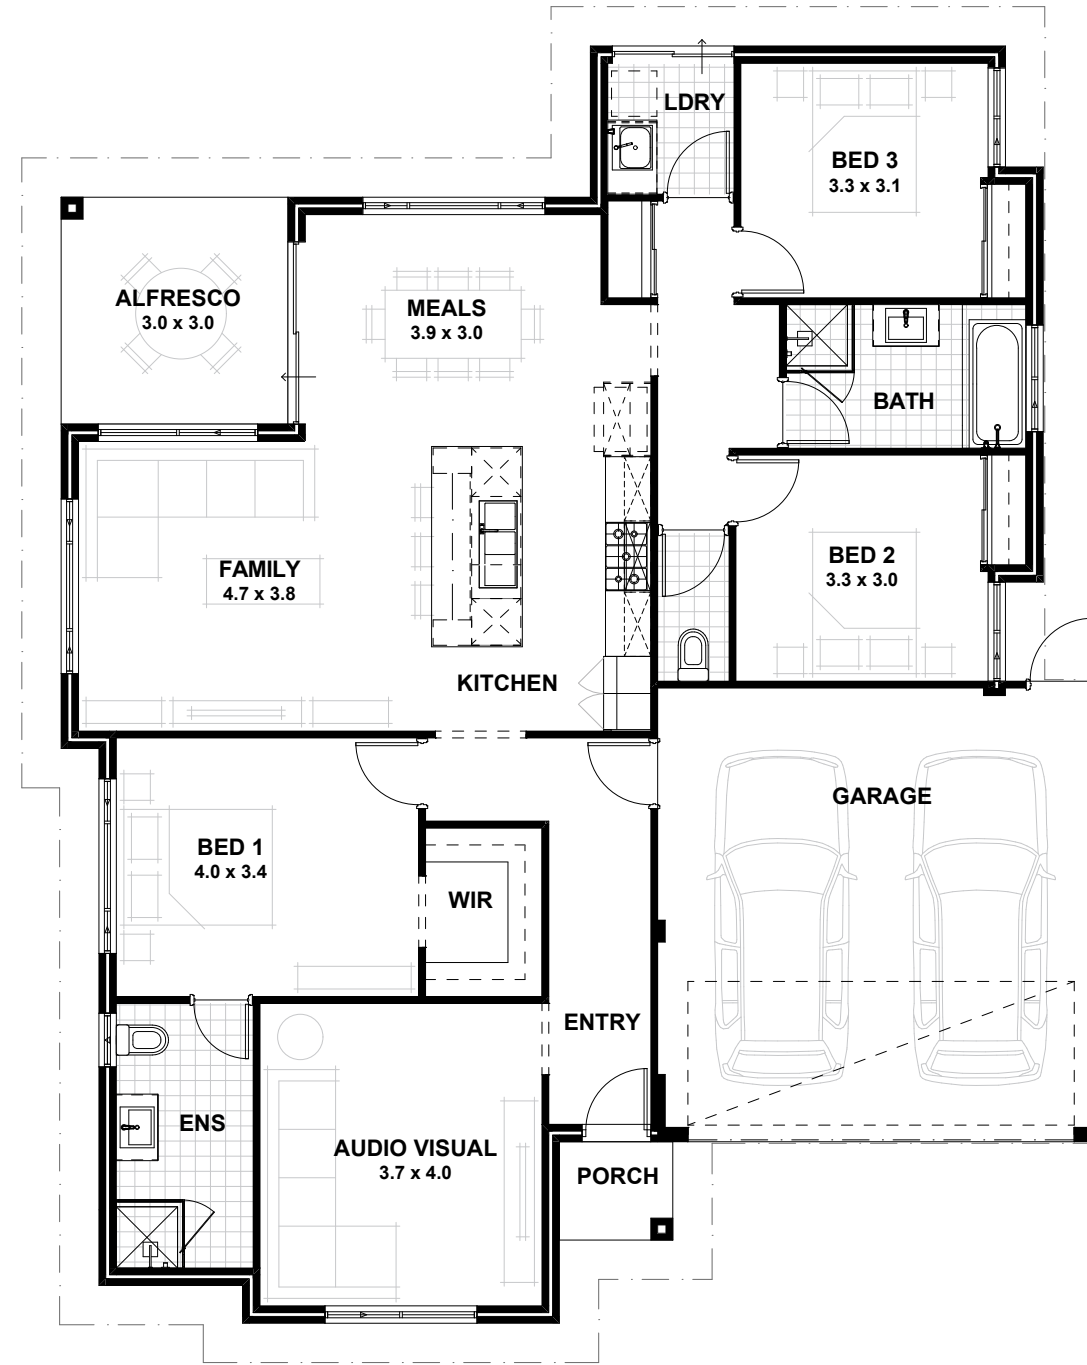 LDRY
BED 3
3.3 x 3.1
ALFRESCO
3.0 x 3.0
MEALS
3.9 x 3.0
BATH
FAMILY
4.7 x 3.8
BED 2
3.3 x 3.0
KITCHEN
GARAGE
BED 1
4.0 x 3.4
WIR
ENTRY
ENS
AUDIO VISUAL
3.7 x 4.0
PORCH